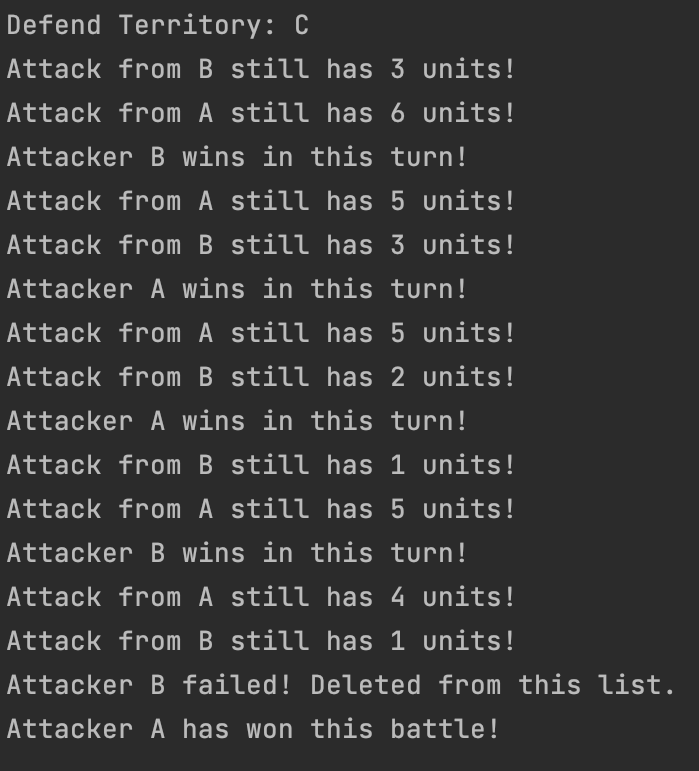 Defend Territory: C
Attack from B still has 3 units!
Attack from A still has 6 units!
Attacker B wins in this turn!
Attack from A still has 5 units!
Attack from B still has 3 units!
Attacker A wins in this turn!
Attack from A still has 5 units!
Attack from B still has 2 units!
Attacker A wins in this turn!
Attack from B still has 1 units!
Attack from A still has 5 units!
Attacker B wins in this turn!
Attack from A still has 4 units!
Attack from B still has 1 units!
Attacker B failed! Deleted from this list.
Attacker A has won this battle!